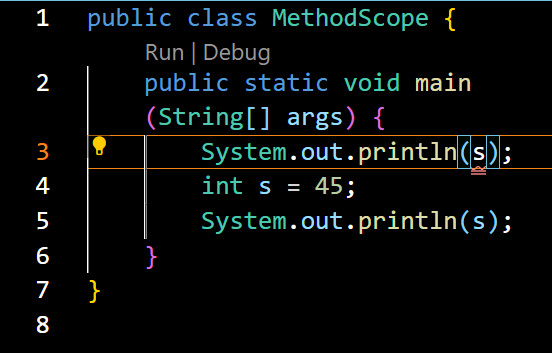 1 public class MethodScope {
Run | Debug
2 public static void main
(String[] args) {
3 System.out.println(s);
4 int s = 45;
5 System.out.println(s);
6 }
7 }
8